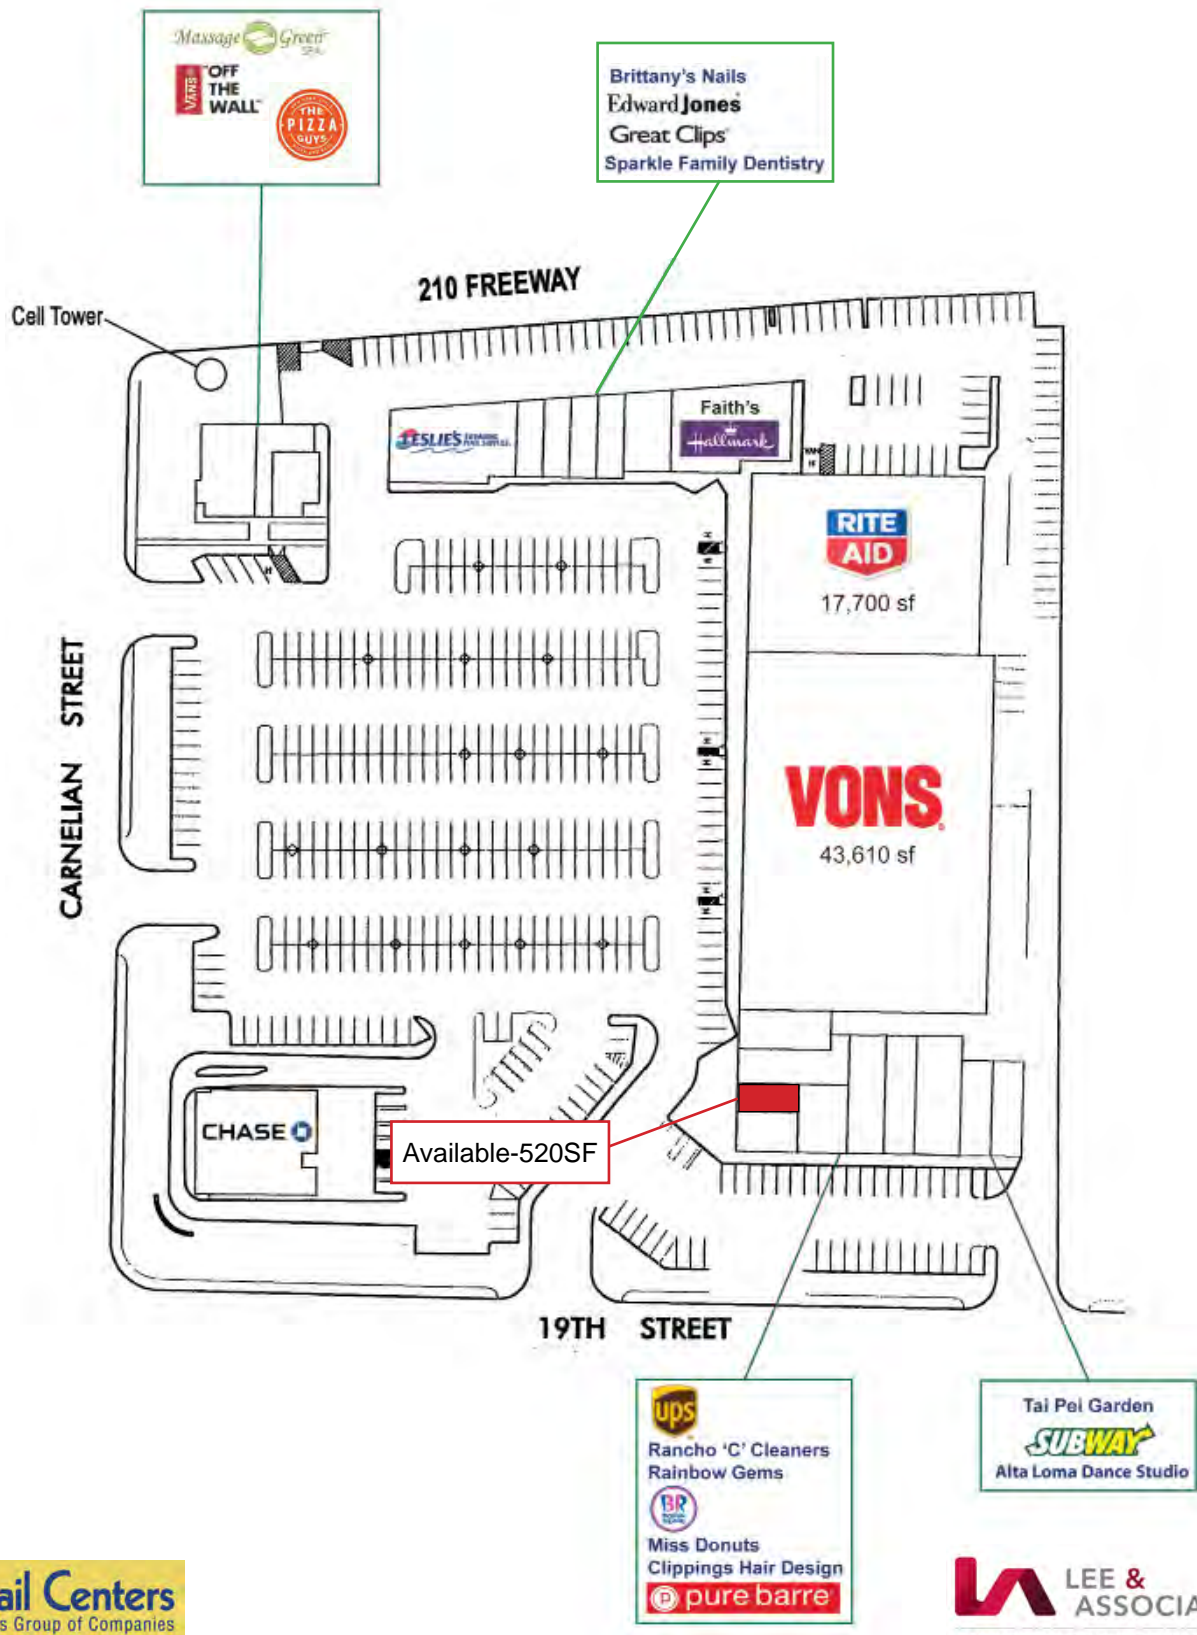 Massage Green
SPA
VANS
"OFF
THE
WALL"
THE
PIZZA
GUYS
Brittany's Nails
Edward Jones
Great Clips
Sparkle Family Dentistry
210 FREEWAY
Cell Tower
LESLIE'S
Faith's
Hallmark
RITE
AID
17,700 sf
CARNELIAN STREET
VONS
43,610 sf
CHASE
Available-520SF
19TH STREET
ups
Rancho 'C' Cleaners
Rainbow Gems
BR
Miss Donuts
Clippings Hair Design
P pure barre
Tai Pei Garden
SUBWAY
Alta Loma Dance Studio
ail Centers
s Group of Companies
LEE &
ASSOCIA